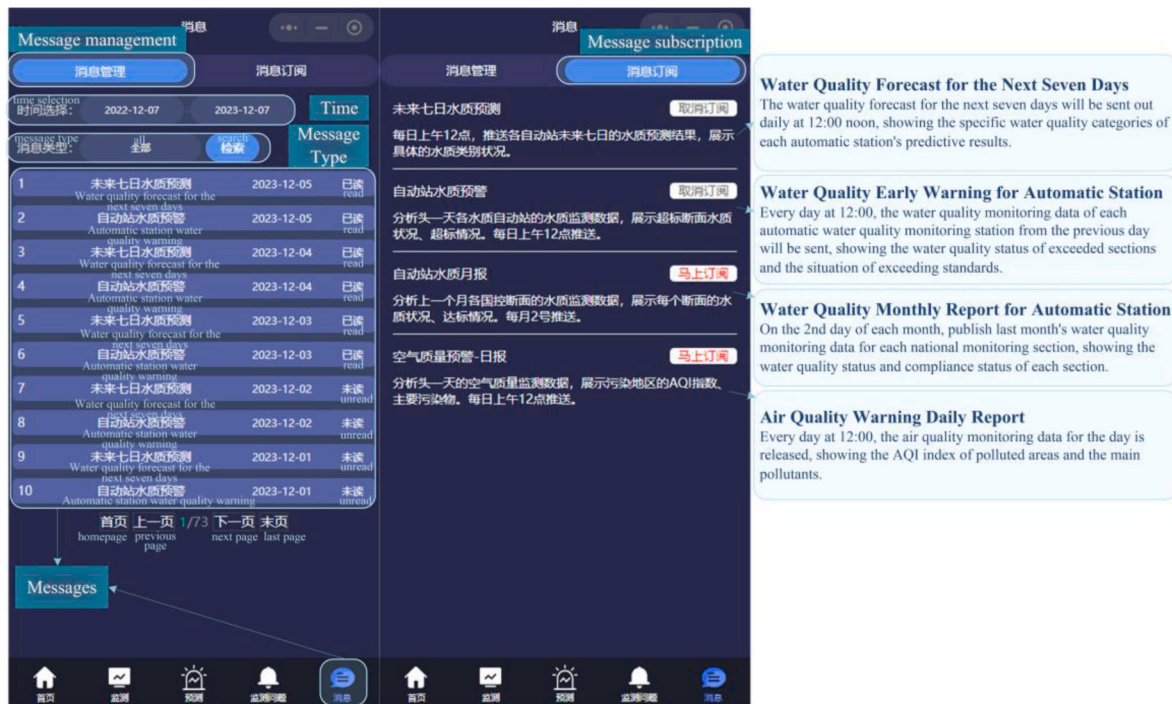 消息
Message management
消息管理
消息订阅
time selection
时间选择:
2022-12-07
2023-12-07
Time
message type
消息类型:
all
全部
search
检索
Message
Type
1 未来七日水质预测 2023-12-05 已读
Water quality forecast for the
next seven days
read
2 自动站水质预警 2023-12-05 已读
Automatic station water
quality warning
read
3 未来七日水质预测 2023-12-04 已读
Water quality forecast for the
next seven days
read
4 自动站水质预警 2023-12-04 已读
Automatic station water
quality warning
read
5 未来七日水质预测 2023-12-03 已读
Water quality forecast for the
next seven days
read
6 自动站水质预警 2023-12-03 已读
Automatic station water
quality warning
read
7 未来七日水质预测 2023-12-02 未读
Water quality forecast for the
next seven days
unread
8 自动站水质预警 2023-12-02 未读
Automatic station water
quality warning
unread
9 未来七日水质预测 2023-12-01 未读
Water quality forecast for the
next seven days
unread
10 自动站水质预警 2023-12-01 未读
Automatic station water quality warning
unread
首页 上一页 1/73 下一页 末页
homepage previous
page
next page last page
Messages
首页 监测 预测 监测问题 消息
消息
Message subscription
消息管理
消息订阅
未来七日水质预测 取消订阅
每日上午12点，推送各自动站未来七日的水质预测结果，展示
具体的水质类别状况。
自动站水质预警 取消订阅
分析头一天各水质自动站的水质监测数据，展示超标断面水质
状况、超标情况。每日上午12点推送。
自动站水质月报 马上订阅
分析上一个月各国控断面的水质监测数据，展示每个断面的水
质状况、达标情况。每月2号推送。
空气质量预警-日报 马上订阅
分析头一天的空气质量监测数据，展示污染地区的AQI指数、
主要污染物。每日上午12点推送。
首页 监测 预测 监测问题 消息
Water Quality Forecast for the Next Seven Days
The water quality forecast for the next seven days will be sent out
daily at 12:00 noon, showing the specific water quality categories of
each automatic station's predictive results.
Water Quality Early Warning for Automatic Station
Every day at 12:00, the water quality monitoring data of each
automatic water quality monitoring station from the previous day
will be sent, showing the water quality status of exceeded sections
and the situation of exceeding standards.
Water Quality Monthly Report for Automatic Station
On the 2nd day of each month, publish last month's water quality
monitoring data for each national monitoring section, showing the
water quality status and compliance status of each section.
Air Quality Warning Daily Report
Every day at 12:00, the air quality monitoring data for the day is
released, showing the AQI index of polluted areas and the main
pollutants.